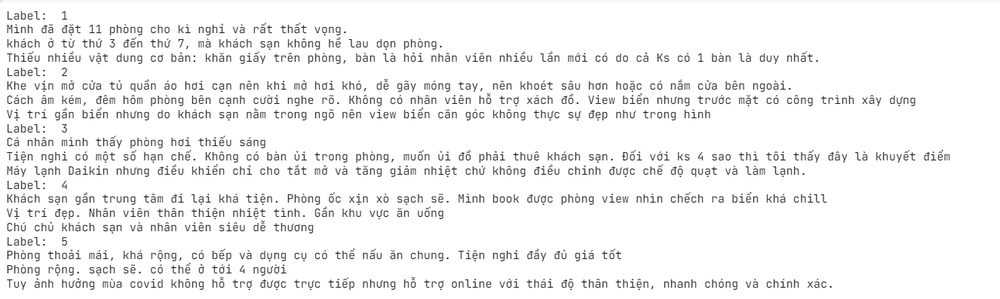 Label:  1
Mình đã đặt 11 phòng cho kì nghỉ và rất thất vọng.
khách ở từ thứ 3 đến thứ 7, mà khách sạn không hề lau dọn phòng.
Thiếu nhiều vật dung cơ bản: khăn giấy trên phòng, bàn là hỏi nhân viên nhiều lần mới có do cả Ks có 1 bàn là duy nhất.
Label:  2
Khe vịn mở cửa tủ quần áo hơi cạn nên khi mở hơi khó, dễ gãy móng tay, nên khoét sâu hơn hoặc có nắm cửa bên ngoài.
Cách âm kém, đêm hôm phòng bên cạnh cười nghe rõ. Không có nhân viên hỗ trợ xách đồ. View biển nhưng trước mặt có công trình xây dựng
Vị trí gần biển nhưng do khách sạn nằm trong ngõ nên view biển căn góc không thực sự đẹp như trong hình
Label:  3
Cá nhân mình thấy phòng hơi thiếu sáng
Tiện nghi có một số hạn chế. Không có bàn ủi trong phòng, muốn ủi đồ phải thuê khách sạn. Đối với ks 4 sao thì tôi thấy đây là khuyết điểm
Máy lạnh Daikin nhưng điều khiển chỉ cho tắt mở và tăng giảm nhiệt chứ không điều chỉnh được chế độ quạt và làm lạnh.
Label:  4
Khách sạn gần trung tâm đi lại khá tiện. Phòng ốc xịn xò sạch sẽ. Mình book được phòng view nhìn chếch ra biển khá chill
Vị trí đẹp. Nhân viên thân thiện nhiệt tình. Gần khu vực ăn uống
Chú chủ khách sạn và nhân viên siêu dễ thương
Label:  5
Phòng thoải mái, khá rộng, có bếp và dụng cụ có thể nấu ăn chung. Tiện nghi đầy đủ giá tốt
Phòng rộng. sạch sẽ. có thể ở tới 4 người
Tuy ảnh hưởng mùa covid không hỗ trợ được trực tiếp nhưng hỗ trợ online với thái độ thân thiện, nhanh chóng và chính xác.